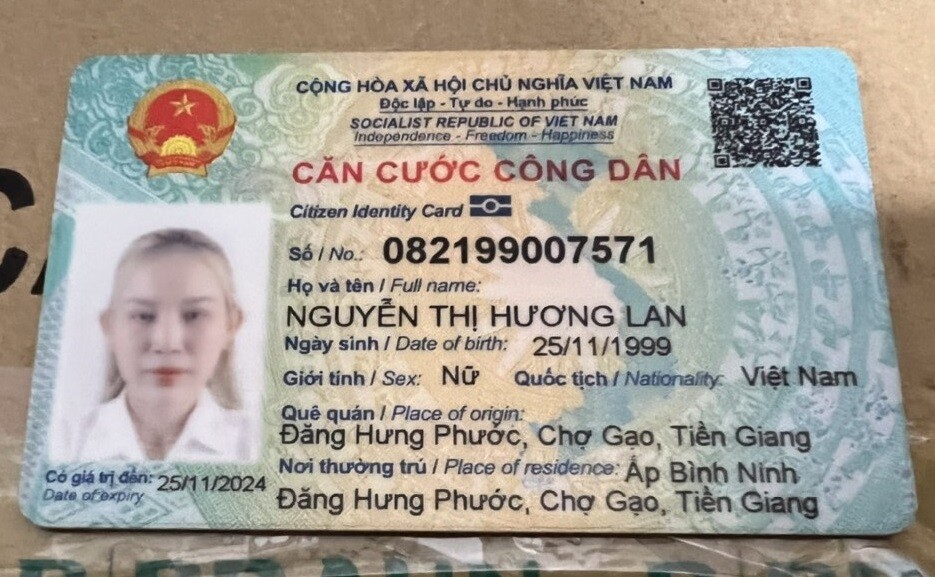 CỘNG HÒA XÃ HỘI CHỦ NGHĨA VIỆT NAM
Độc lập - Tự do - Hạnh phúc
SOCIALIST REPUBLIC OF VIET NAM
Independence - Freedom - Happiness
CĂN CƯỚC CÔNG DÂN
Citizen Identity Card
Số / No.: 082199007571
Họ và tên / Full name:
NGUYỄN THỊ HƯƠNG LAN
Ngày sinh / Date of birth: 25/11/1999
Giới tính / Sex: Nữ Quốc tịch / Nationality: Việt Nam
Quê quán / Place of origin:
Đăng Hưng Phước, Chợ Gạo, Tiền Giang
Nơi thường trú / Place of residence: Ấp Bình Ninh
Đăng Hưng Phước, Chợ Gạo, Tiền Giang
Có giá trị đến: 25/11/2024
Date of expiry